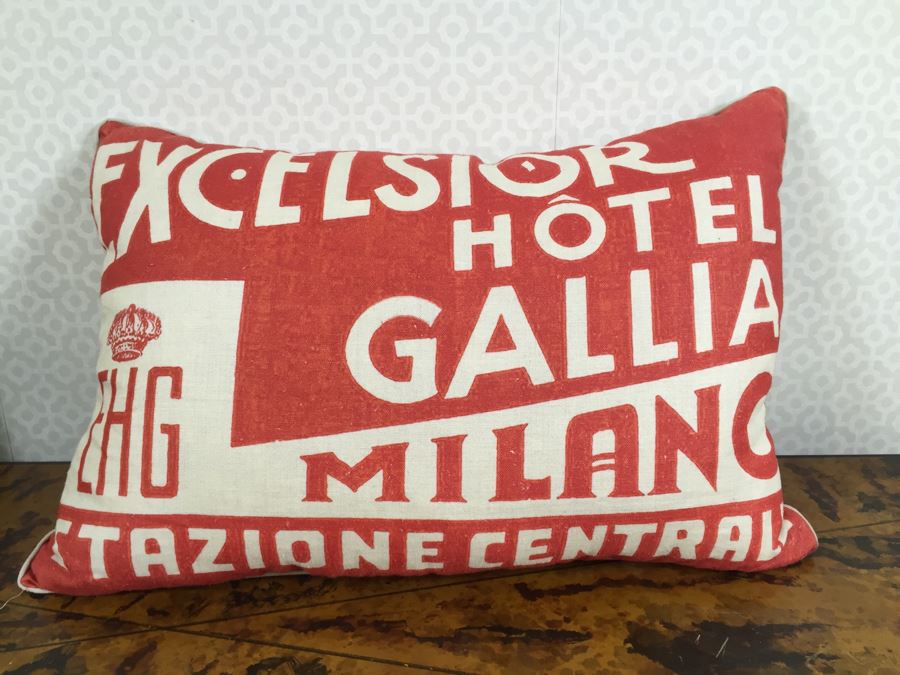 EXCELSIOR
HÔTEL
GALLIA
EHG
MILANO
STAZIONE CENTRALE